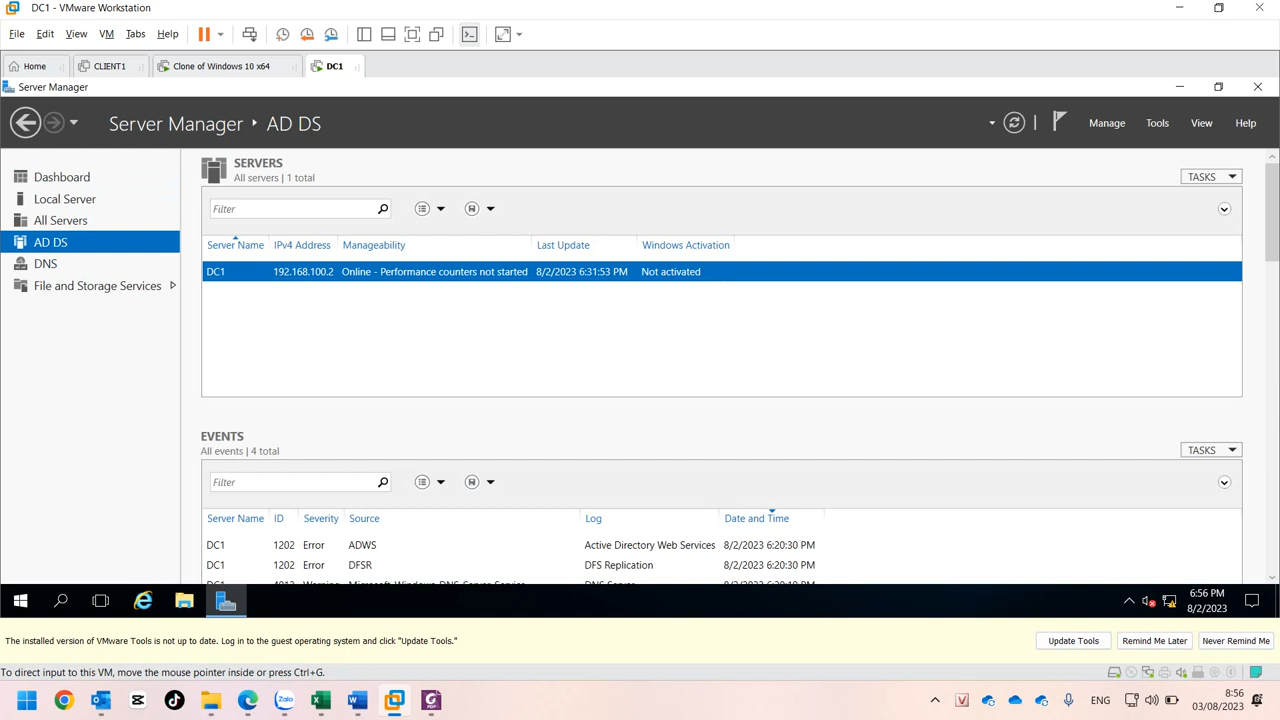 DC1 - VMware Workstation
File Edit View VM Tabs Help
Home CLIENT1 Clone of Windows 10 x64 DC1
Server Manager
Server Manager AD DS
Manage Tools View Help
Dashboard
Local Server
All Servers
AD DS
DNS
File and Storage Services
SERVERS
All servers | 1 total
TASKS
Filter
Server Name IPv4 Address Manageability Last Update Windows Activation
DC1 192.168.100.2 Online - Performance counters not started 8/2/2023 6:31:53 PM Not activated
EVENTS
All events | 4 total
TASKS
Filter
Server Name ID Severity Source Log Date and Time
DC1 1202 Error ADWS Active Directory Web Services 8/2/2023 6:20:30 PM
DC1 1202 Error DFSR DFS Replication 8/2/2023 6:20:30 PM
6:56 PM
8/2/2023
The installed version of VMware Tools is not up to date. Log in to the guest operating system and click "Update Tools."
Update Tools Remind Me Later Never Remind Me
To direct input to this VM, move the mouse pointer inside or press Ctrl+G.
Zalo
PDF
V
ENG
8:56
03/08/2023